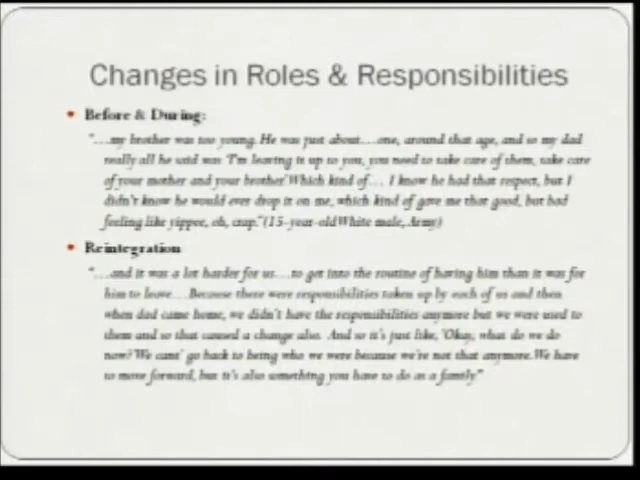 Changes in Roles & Responsibilities
• Before & During:
"…my brother was too young. He was just about….one, around that age, and so my dad
really all he said was 'I'm leaving it up to you, you need to take care of them, take care
of your mother and your brother.' Which kind of… I know he had that respect, but I
didn't know he would ever drop it on me, which kind of gave me that good, but bad
feeling like yippee, oh, crap." (15-year-old White male, Army)
• Reintegration
"…and it was a lot harder for us…to get into the routine of having him than it was for
him to leave…Because there were responsibilities taken up by each of us and then
when dad came home, we didn't have the responsibilities anymore but we were used to
them and so that caused a change also. And so it's just like, 'Okay, what do we do
now? We cant' go back to being who we were because we're not that anymore. We have
to move forward, but it's also something you have to do as a family"